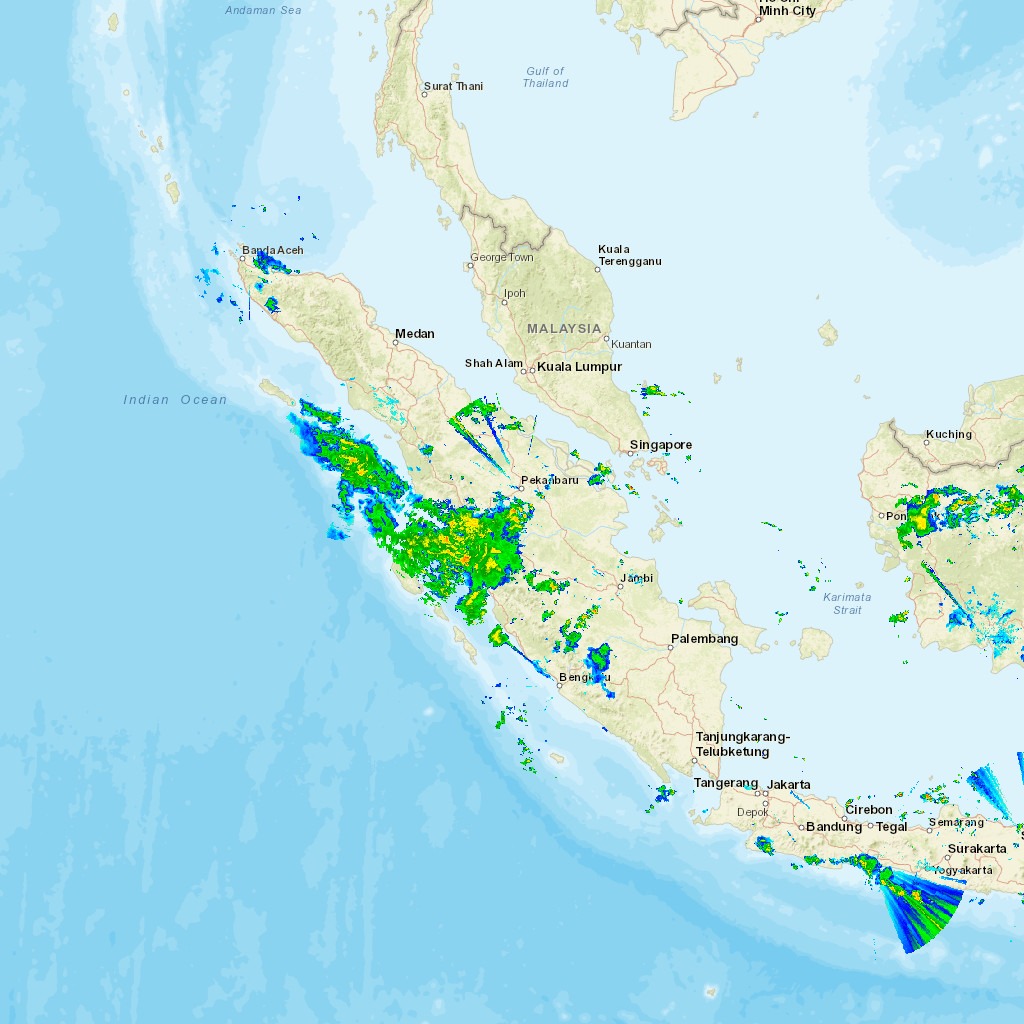 Andaman Sea
Minh City
Gulf of
Thailand
Surat Thani
Banda Aceh
George Town
Kuala
Terengganu
Ipoh
MALAYSIA
Medan
Kuantan
Shah Alam
Kuala Lumpur
Indian Ocean
Kuching
Singapore
Pekanbaru
Pon
Jambi
Karimata
Strait
Palembang
Bengkulu
Tanjungkarang-
Telubketung
Tangerang
Jakarta
Depok
Cirebon
Bandung
Tegal
Semarang
Surakarta
Yogyakarta